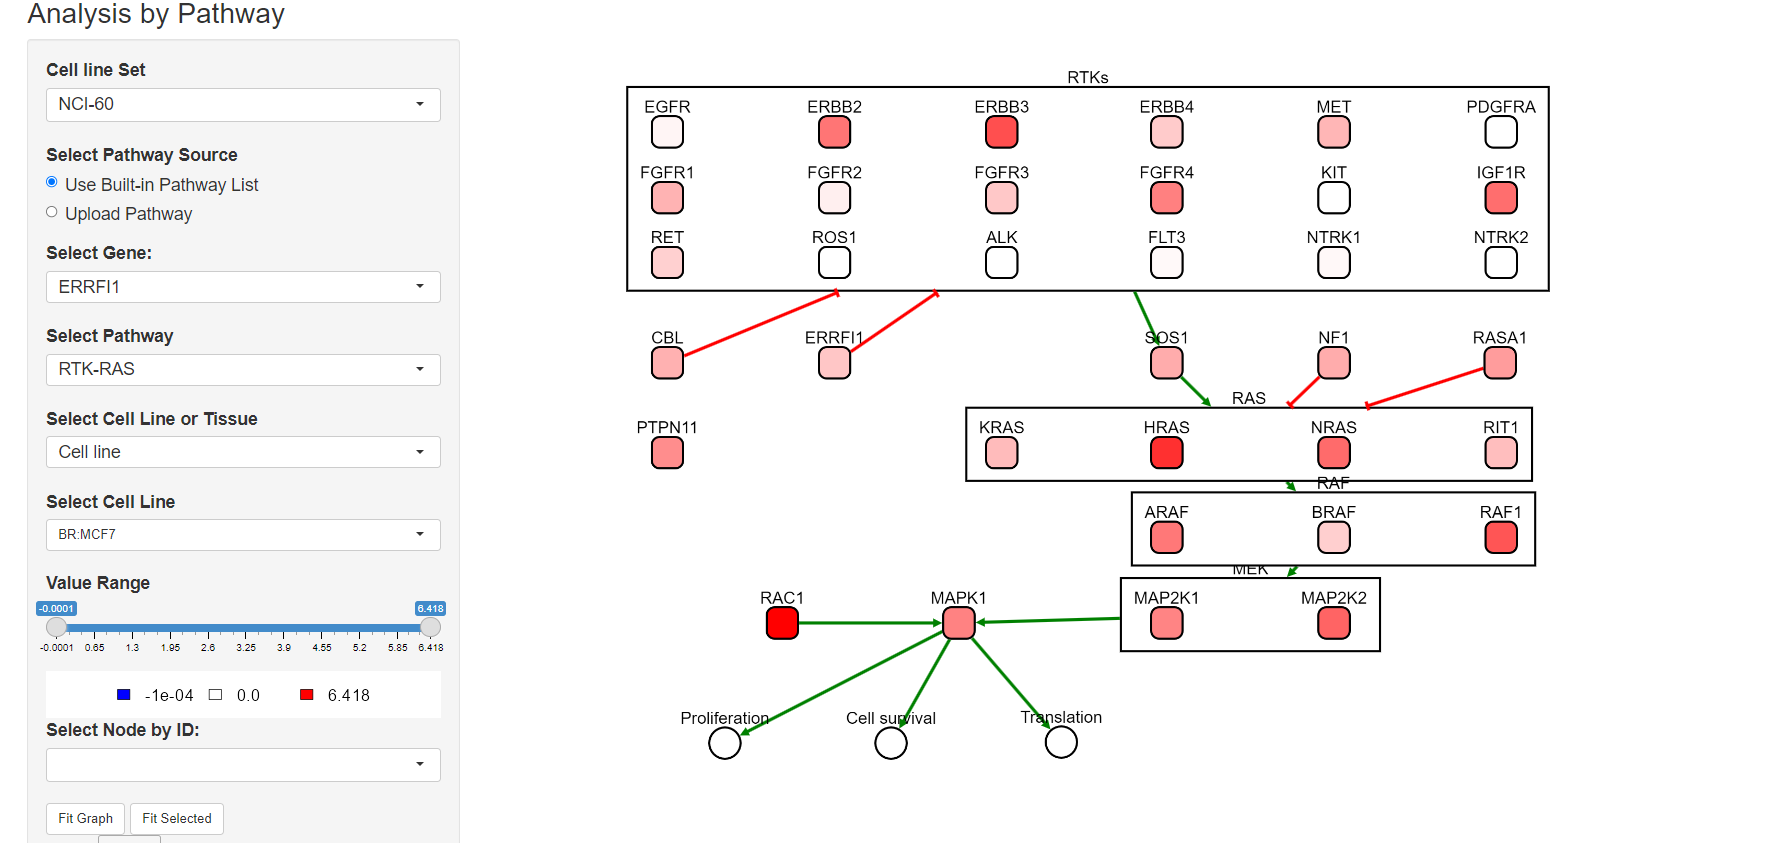 Analysis by Pathway
Cell line Set
NCI-60
Select Pathway Source
Use Built-in Pathway List
Upload Pathway
Select Gene:
ERRFI1
Select Pathway
RTK-RAS
Select Cell Line or Tissue
Cell line
Select Cell Line
BR:MCF7
Value Range
-0.0001 6.418
-0.0001 0.65 1.3 1.95 2.6 3.25 3.9 4.55 5.2 5.85 6.418
-1e-04 0.0 6.418
Select Node by ID:
Fit Graph Fit Selected
RTKs
EGFR ERBB2 ERBB3 ERBB4 MET PDGFRA
FGFR1 FGFR2 FGFR3 FGFR4 KIT IGF1R
RET ROS1 ALK FLT3 NTRK1 NTRK2
CBL ERRFI1 SOS1 NF1 RASA1
RAS
PTPN11 KRAS HRAS NRAS RIT1
RAF
ARAF BRAF RAF1
MEK
RAC1 MAPK1 MAP2K1 MAP2K2
Proliferation Cell survival Translation